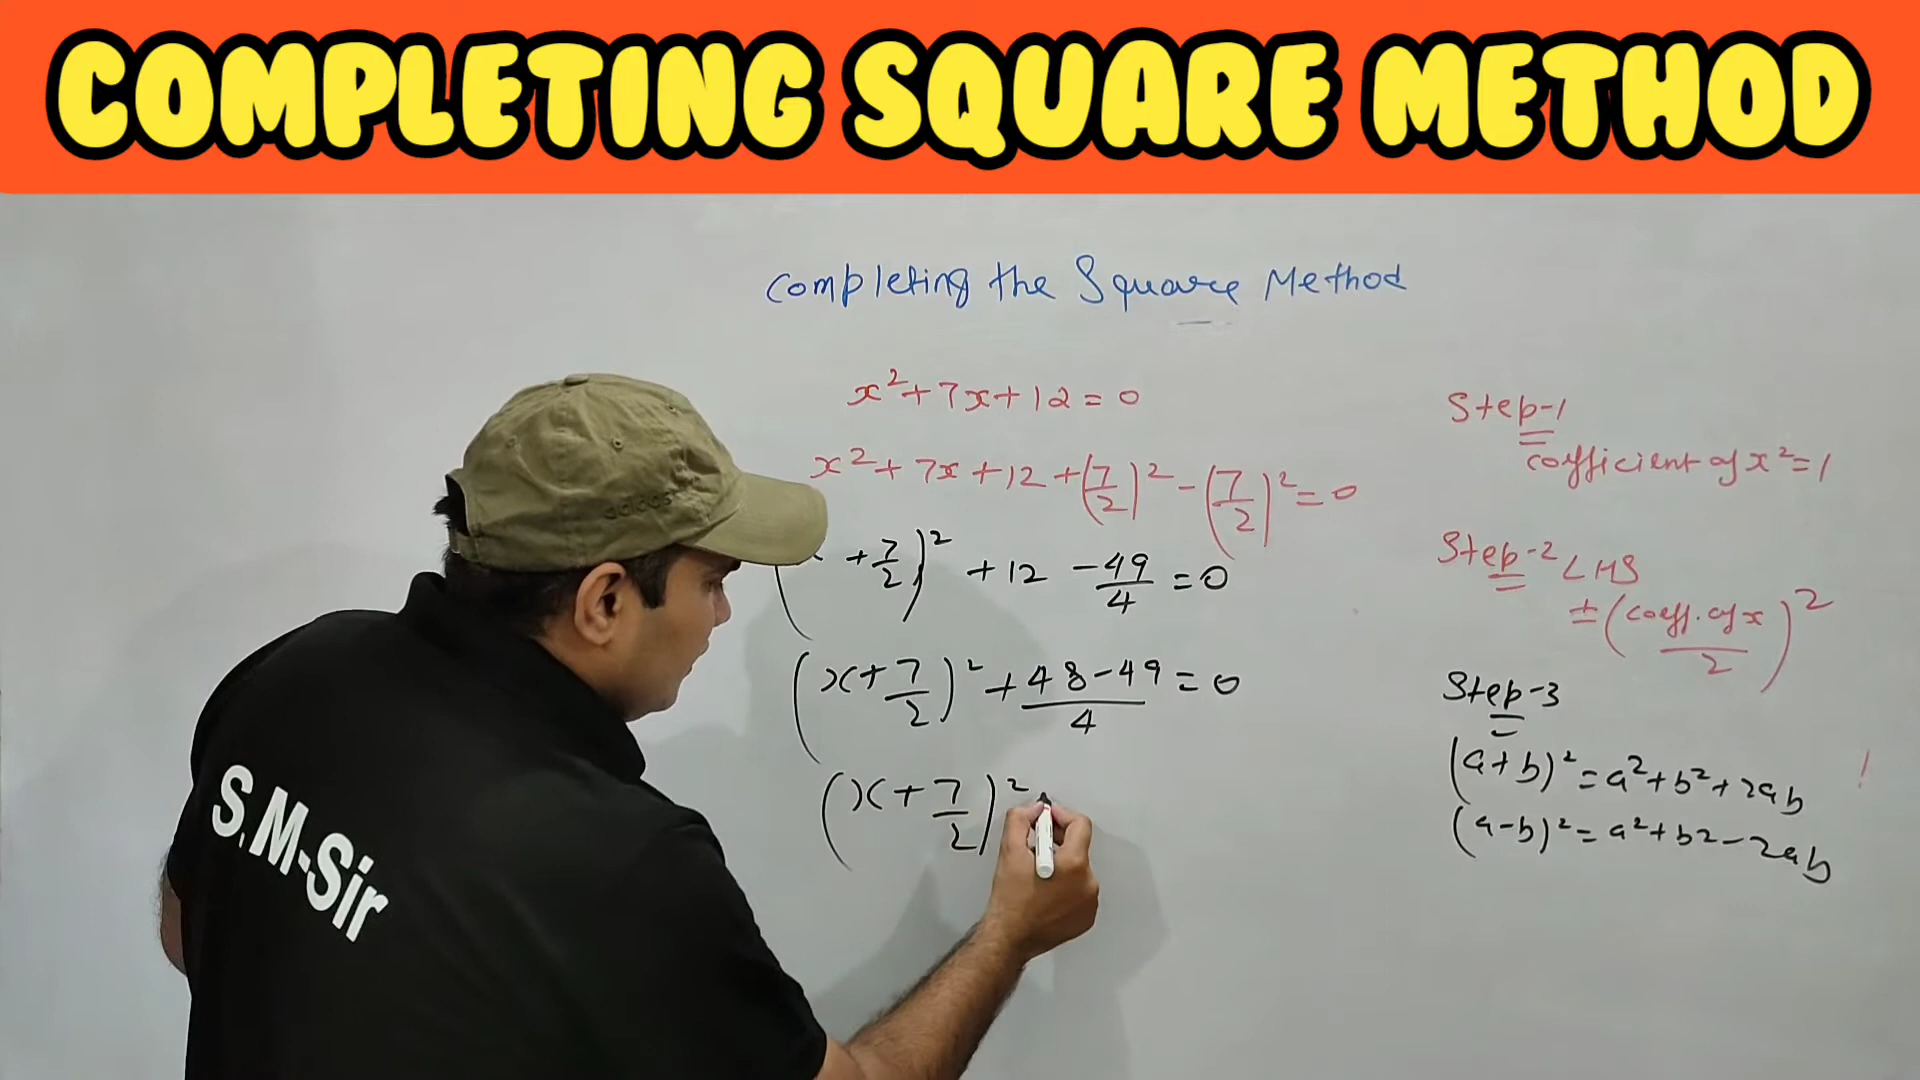 COMPLETING SQUARE METHOD
Completing the Square Method
x²+7x+12=0
x²+7x+12+(7/2)²-(7/2)²=0
+7/2)²+12-49/4=0
(x+7/2)²+48-49/4=0
(x+7/2)²
Step-1
coefficient of x²=1
Step-2 LHS
±(coeff. of x/2)²
Step-3
(a+b)²=a²+b²+2ab
(a-b)²=a²+b2-2ab
S.M-Sir
adidas